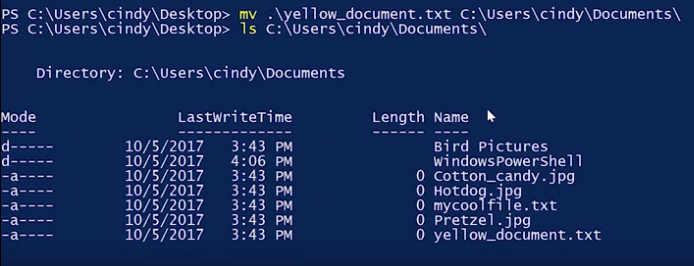 PS C:\Users\cindy\Desktop> mv .\yellow_document.txt C:\Users\cindy\Documents\
PS C:\Users\cindy\Desktop> ls C:\Users\cindy\Documents\
Directory: C:\Users\cindy\Documents
Mode LastWriteTime Length Name
---- ------------- ------ ----
d----- 10/5/2017 3:43 PM Bird Pictures
d----- 10/5/2017 4:06 PM WindowsPowerShell
-a---- 10/5/2017 3:43 PM 0 Cotton_candy.jpg
-a---- 10/5/2017 3:43 PM 0 Hotdog.jpg
-a---- 10/5/2017 3:43 PM 0 mycoolfile.txt
-a---- 10/5/2017 3:43 PM 0 Pretzel.jpg
-a---- 10/5/2017 3:43 PM 0 yellow_document.txt